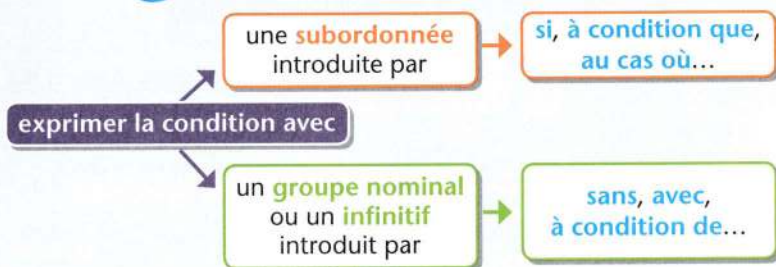 une subordonnée
introduite par
si, à condition que,
au cas où...
exprimer la condition avec
un groupe nominal
ou un infinitif
introduit par
sans, avec,
à condition de...